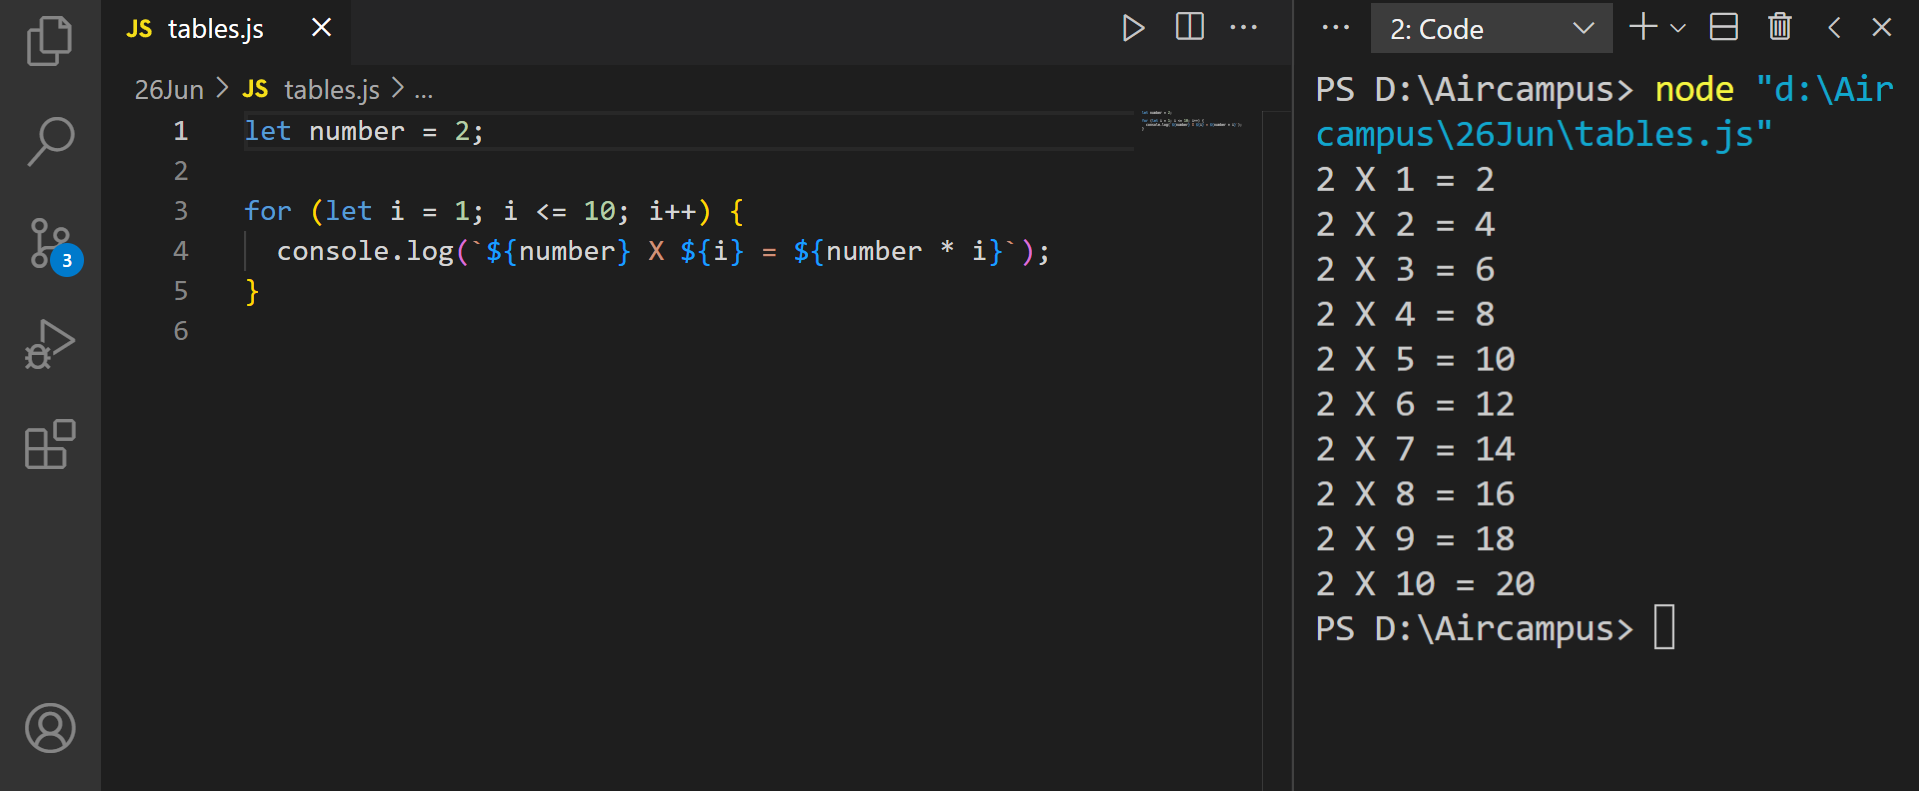 JS tables.js
26Jun > JS tables.js > ...
1 let number = 2;
2
3 for (let i = 1; i <= 10; i++) {
4   console.log(`${number} X ${i} = ${number * i}`);
5 }
6
3
2: Code
PS D:\Aircampus> node "d:\Air
campus\26Jun\tables.js"
2 X 1 = 2
2 X 2 = 4
2 X 3 = 6
2 X 4 = 8
2 X 5 = 10
2 X 6 = 12
2 X 7 = 14
2 X 8 = 16
2 X 9 = 18
2 X 10 = 20
PS D:\Aircampus>